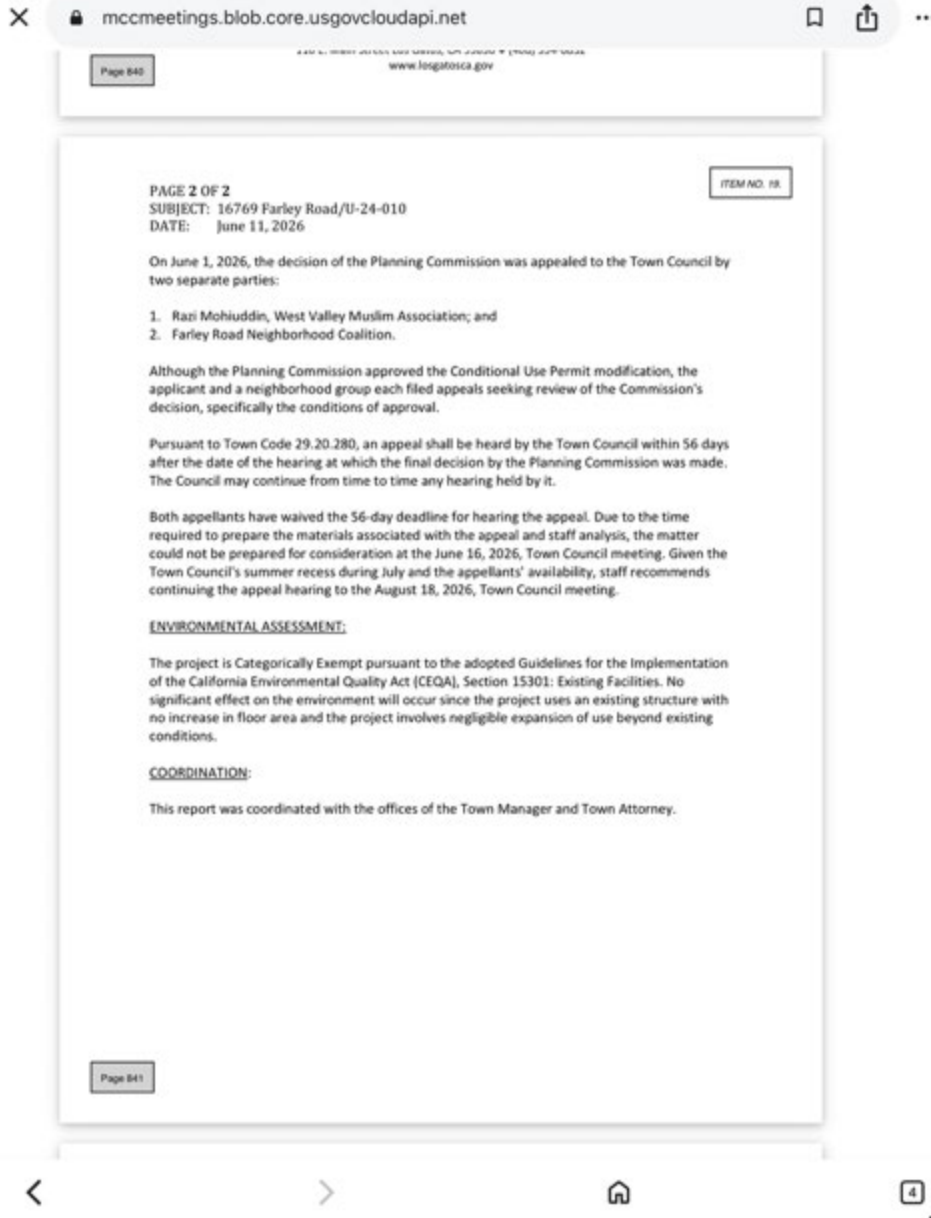 mccmeetings.blob.core.usgovcloudapi.net
www.losgatosca.gov
Page 840
ITEM NO. 19.
PAGE 2 OF 2
SUBJECT: 16769 Farley Road/U-24-010
DATE: June 11, 2026
On June 1, 2026, the decision of the Planning Commission was appealed to the Town Council by
two separate parties:
1. Razi Mohiuddin, West Valley Muslim Association; and
2. Farley Road Neighborhood Coalition.
Although the Planning Commission approved the Conditional Use Permit modification, the
applicant and a neighborhood group each filed appeals seeking review of the Commission's
decision, specifically the conditions of approval.
Pursuant to Town Code 29.20.280, an appeal shall be heard by the Town Council within 56 days
after the date of the hearing at which the final decision by the Planning Commission was made.
The Council may continue from time to time any hearing held by it.
Both appellants have waived the 56-day deadline for hearing the appeal. Due to the time
required to prepare the materials associated with the appeal and staff analysis, the matter
could not be prepared for consideration at the June 16, 2026, Town Council meeting. Given the
Town Council's summer recess during July and the appellants' availability, staff recommends
continuing the appeal hearing to the August 18, 2026, Town Council meeting.
ENVIRONMENTAL ASSESSMENT:
The project is Categorically Exempt pursuant to the adopted Guidelines for the Implementation
of the California Environmental Quality Act (CEQA), Section 15301: Existing Facilities. No
significant effect on the environment will occur since the project uses an existing structure with
no increase in floor area and the project involves negligible expansion of use beyond existing
conditions.
COORDINATION:
This report was coordinated with the offices of the Town Manager and Town Attorney.
Page 841
4